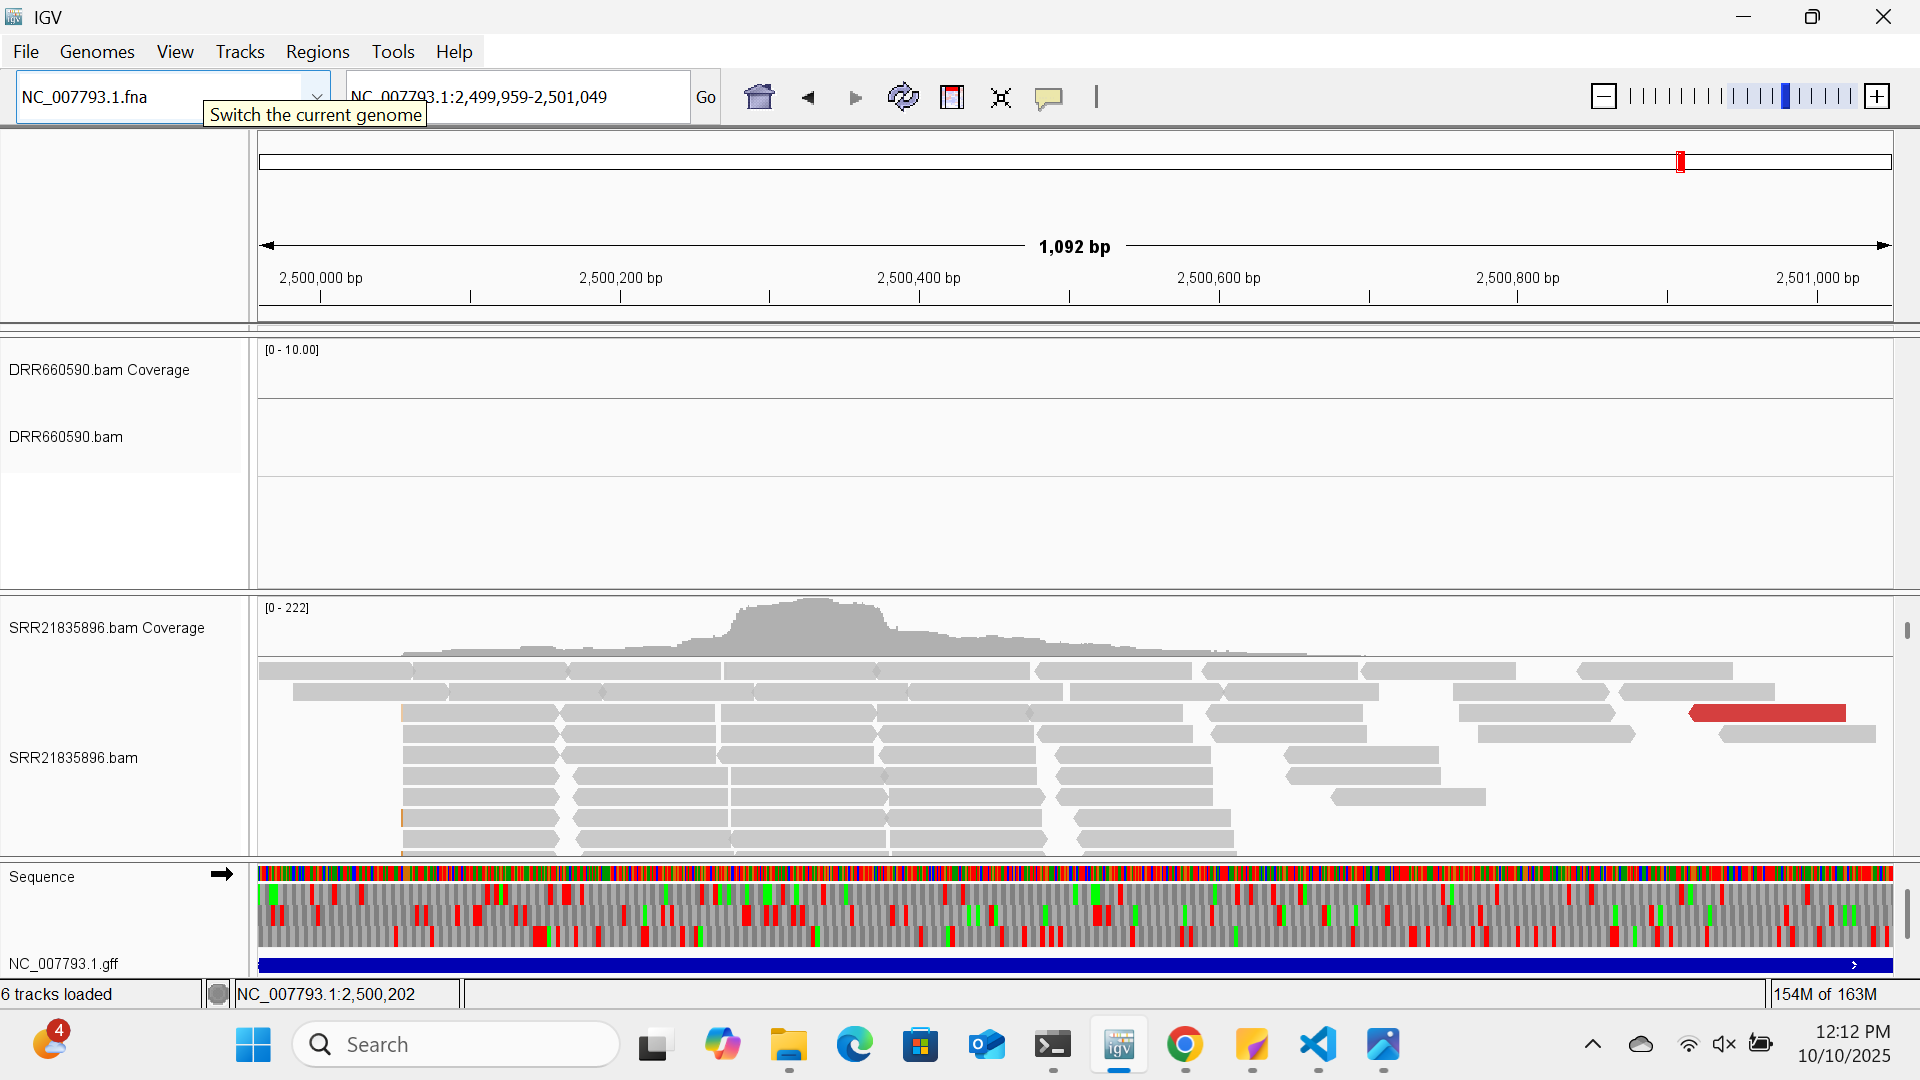 IGV
File Genomes View Tracks Regions Tools Help
NC_007793.1.fna NC_007793.1:2,499,959-2,501,049 Go
Switch the current genome
1,092 bp
2,500,000 bp 2,500,200 bp 2,500,400 bp 2,500,600 bp 2,500,800 bp 2,501,000 bp
[0 - 10.00]
DRR660590.bam Coverage
DRR660590.bam
[0 - 222]
SRR21835896.bam Coverage
SRR21835896.bam
Sequence
NC_007793.1.gff
6 tracks loaded NC_007793.1:2,500,202 154M of 163M
4
Search
igv
12:12 PM
10/10/2025